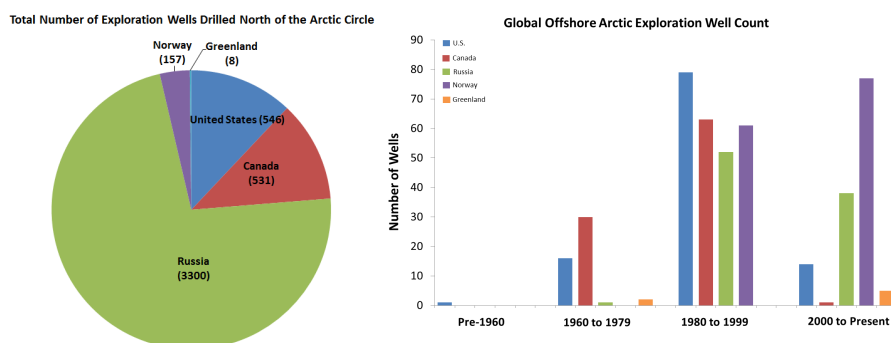 Total Number of Exploration Wells Drilled North of the Arctic Circle
Norway
(157)
Greenland
(8)
United States (546)
Canada
(531)
Russia
(3300)
Global Offshore Arctic Exploration Well Count
Number of Wells
90
80
70
60
50
40
30
20
10
0
U.S.
Canada
Russia
Norway
Greenland
Pre-1960
1960 to 1979
1980 to 1999
2000 to Present